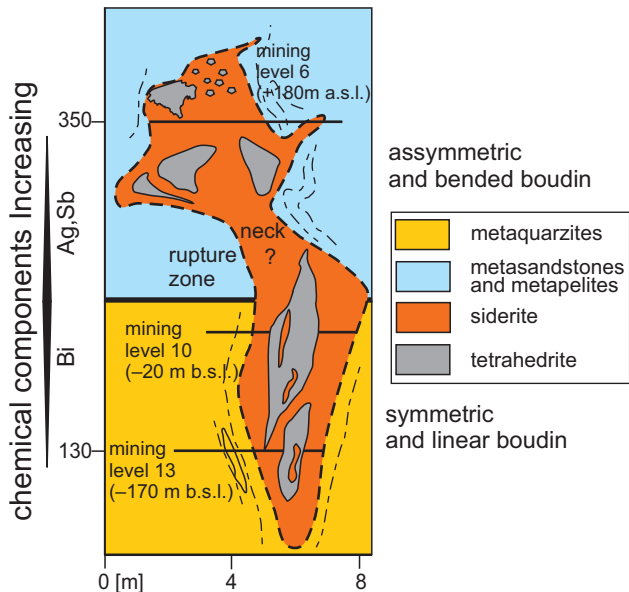 mining
level 6
(+180m a.s.l.)
350
chemical components Increasing
Ag,Sb
Bi
neck
?
rupture
zone
mining
level 10
(–20 m b.s.l.)
130
mining
level 13
(–170 m b.s.l.)
0 [m]
4
8
assymmetric
and bended boudin
metaquarzites
metasandstones
and metapelites
siderite
tetrahedrite
symmetric
and linear boudin